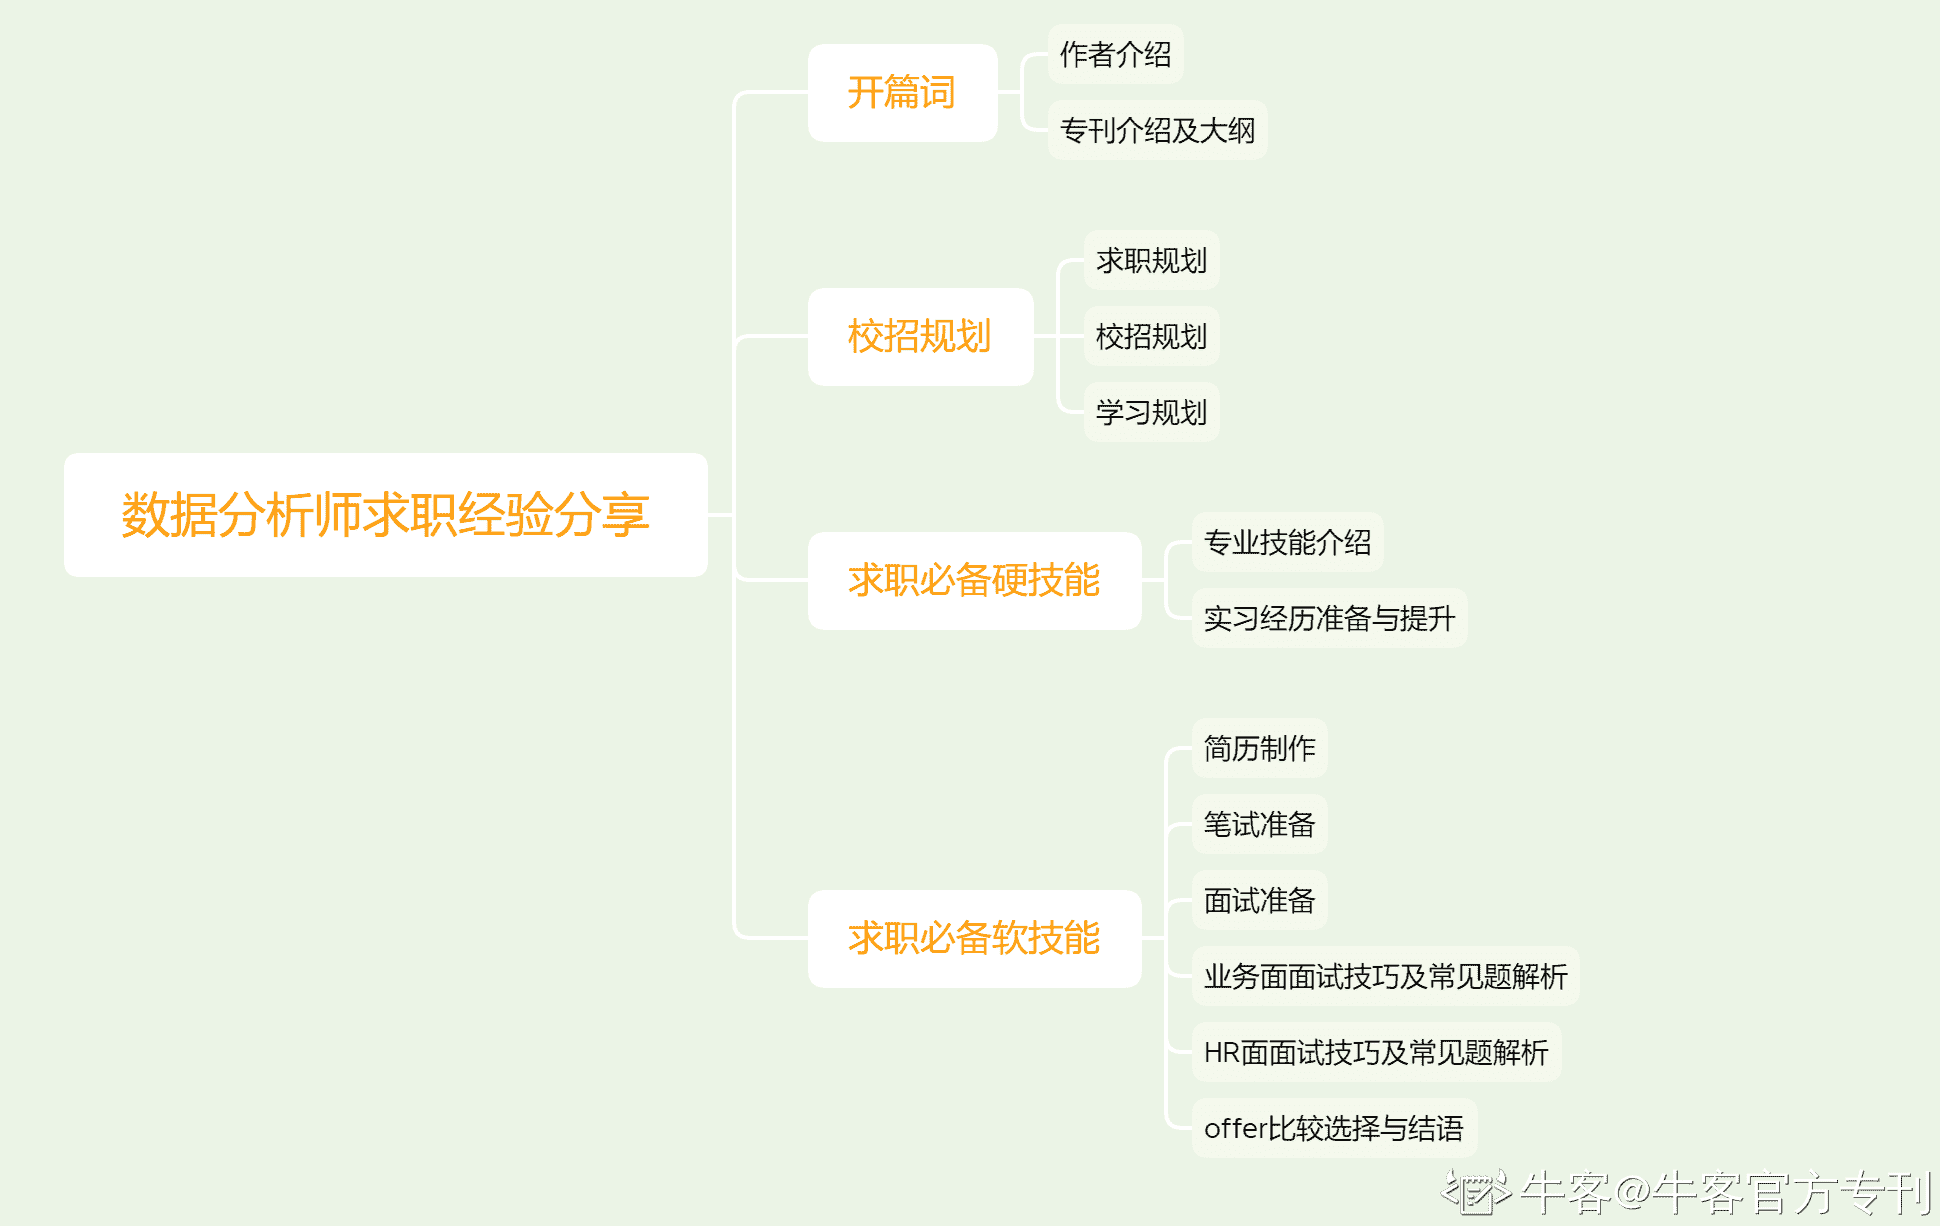 数据分析师求职经验分享
开篇词
作者介绍
专刊介绍及大纲
校招规划
求职规划
校招规划
学习规划
求职必备硬技能
专业技能介绍
实习经历准备与提升
求职必备软技能
简历制作
笔试准备
面试准备
业务面面试技巧及常见题解析
HR面面试技巧及常见题解析
offer比较选择与结语
牛客@牛客官方专刊